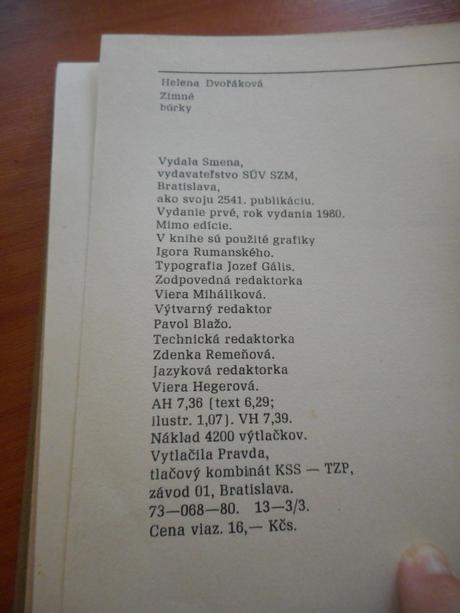 Helena Dvořáková
Zimné
búrky
Vydala Smena,
vydavateľstvo SÚV SZM,
Bratislava,
ako svoju 2541. publikáciu.
Vydanie prvé, rok vydania 1980.
Mimo edície.
V knihe sú použité grafiky
Igora Rumanského.
Typografia Jozef Gális.
Zodpovedná redaktorka
Viera Miháliková.
Výtvarný redaktor
Pavol Blažo.
Technická redaktorka
Zdenka Remeňová.
Jazyková redaktorka
Viera Hegerová.
AH 7,36 (text 6,29;
ilustr. 1,07). VH 7,39.
Náklad 4200 výtlačkov.
Vytlačila Pravda,
tlačový kombinát KSS — TZP,
závod 01, Bratislava.
73—068—80. 13—3/3.
Cena viaz. 16,— Kčs.